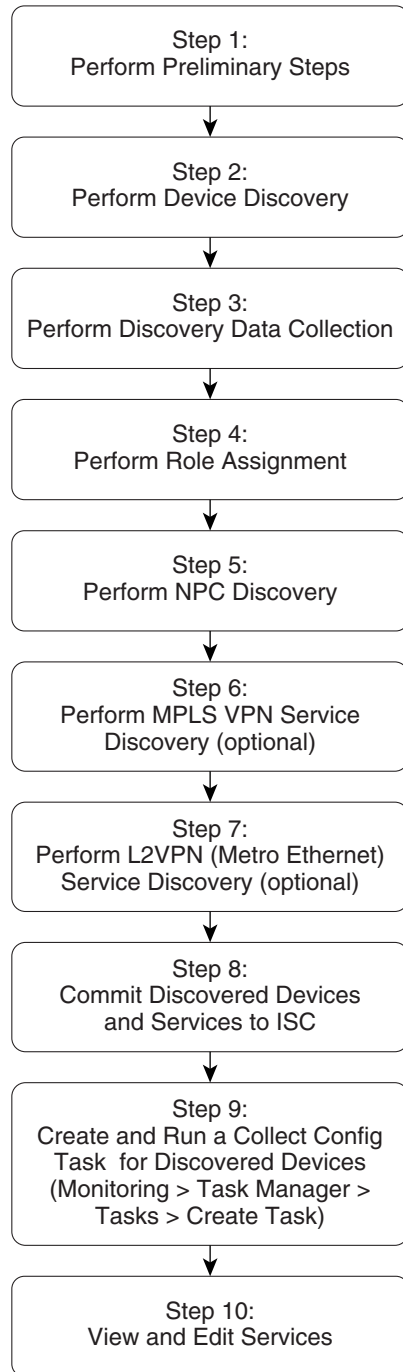 Step 1:
Perform Preliminary Steps
Step 2:
Perform Device Discovery
Step 3:
Perform Discovery Data Collection
Step 4:
Perform Role Assignment
Step 5:
Perform NPC Discovery
Step 6:
Perform MPLS VPN Service
Discovery (optional)
Step 7:
Perform L2VPN (Metro Ethernet)
Service Discovery (optional)
Step 8:
Commit Discovered Devices
and Services to ISC
Step 9:
Create and Run a Collect Config
Task for Discovered Devices
(Monitoring > Task Manager >
Tasks > Create Task)
Step 10:
View and Edit Services